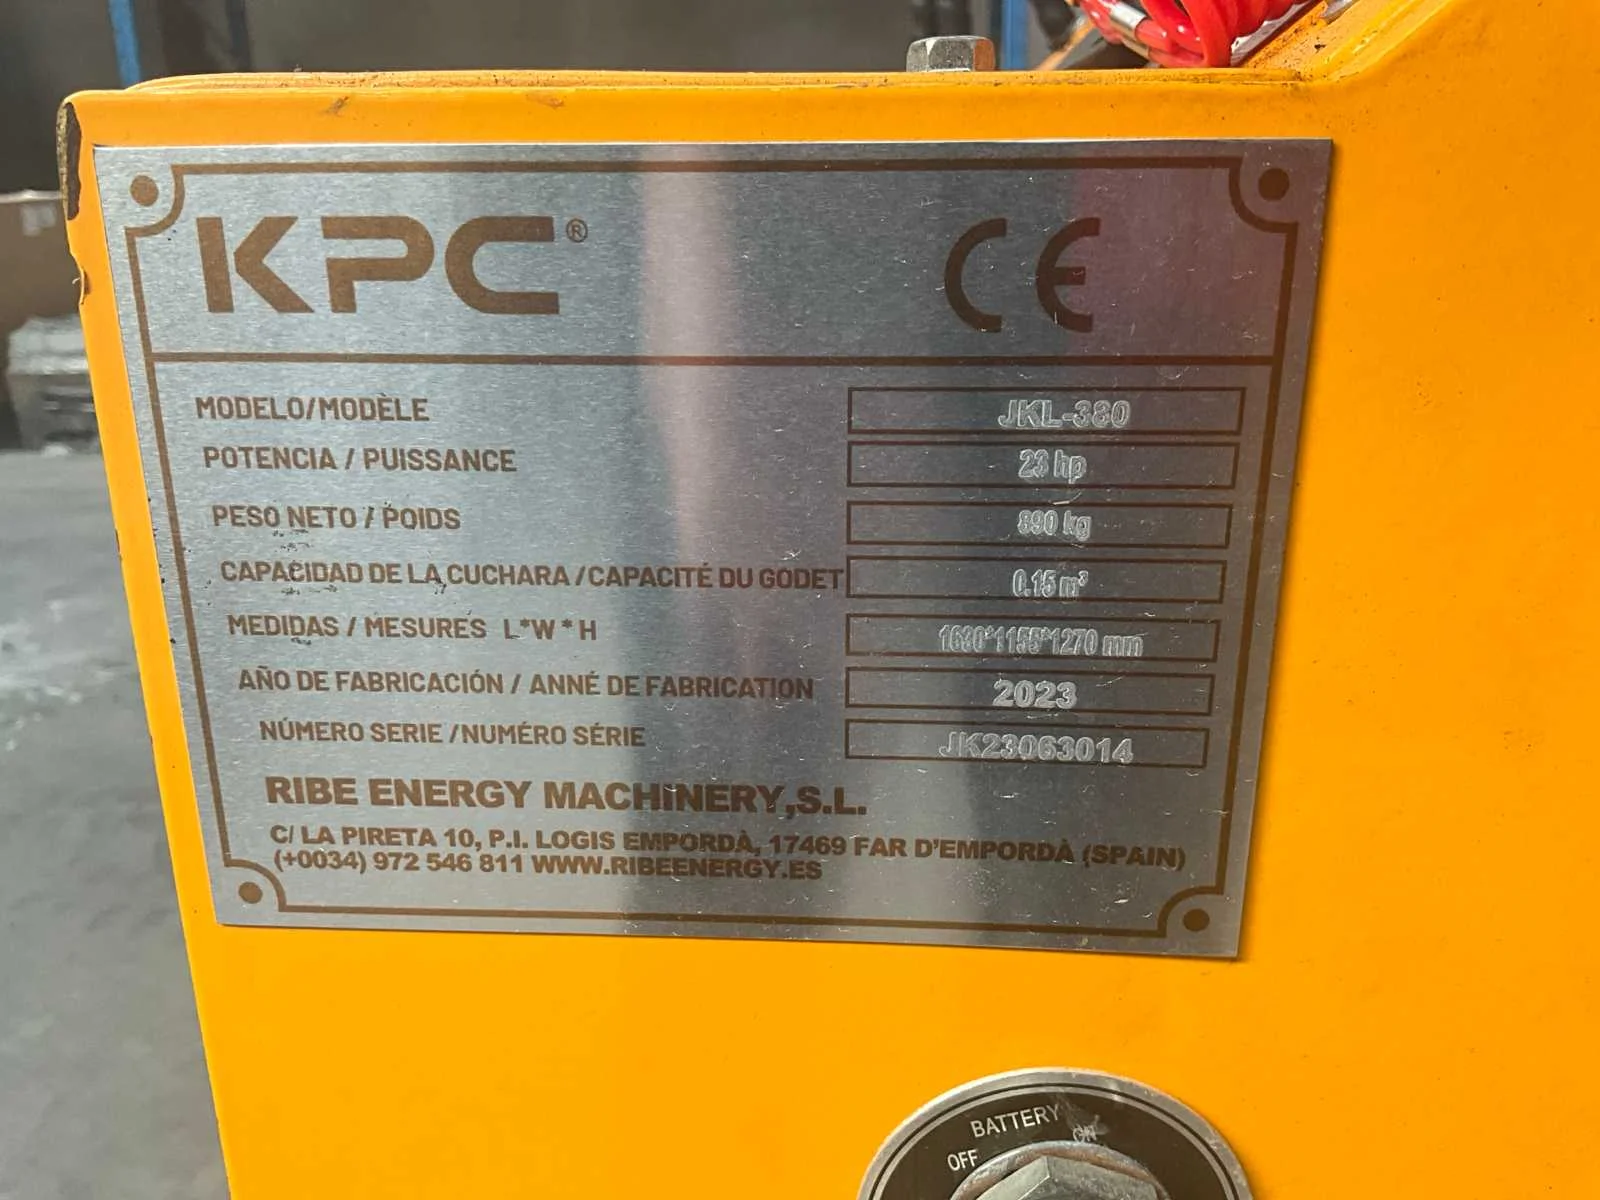 KPC®
CE
MODELO/MODÈLE JKL-380
POTENCIA / PUISSANCE 23 hp
PESO NETO / POIDS 890 kg
CAPACIDAD DE LA CUCHARA / CAPACITÉ DU GODET 0.15 m³
MEDIDAS / MESURES L*W*H 1630*1155*1270 mm
AÑO DE FABRICACIÓN / ANNÉ DE FABRICATION 2023
NÚMERO SERIE / NUMÉRO SÉRIE JK23063014
RIBE ENERGY MACHINERY,S.L.
C/ LA PIRETA 10, P.I. LOGIS EMPORDÀ, 17469 FAR D'EMPORDÀ (SPAIN)
(+0034) 972 546 811 WWW.RIBEENERGY.ES
BATTERY
OFF ON